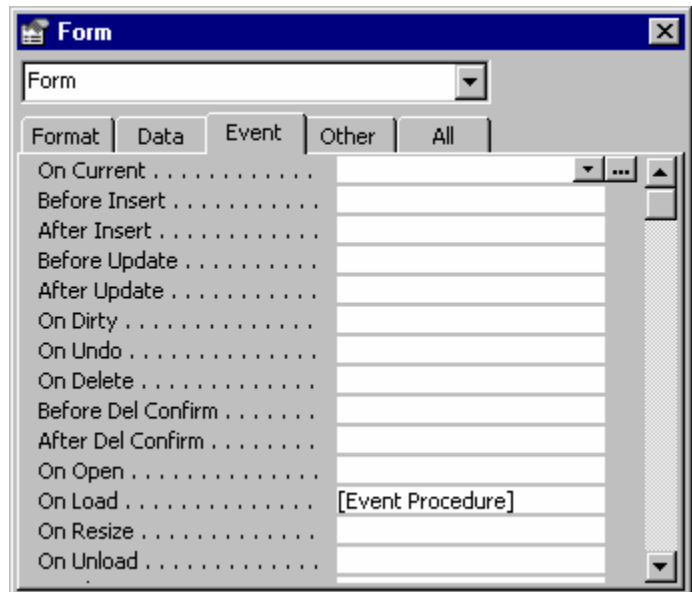 Form
Form
Format Data Event Other All
On Current . . . . . . . . . . . . ...
Before Insert . . . . . . . . . . .
After Insert . . . . . . . . . . . .
Before Update . . . . . . . . . .
After Update . . . . . . . . . . .
On Dirty . . . . . . . . . . . . . .
On Undo . . . . . . . . . . . . . .
On Delete . . . . . . . . . . . . .
Before Del Confirm . . . . . . .
After Del Confirm . . . . . . . .
On Open . . . . . . . . . . . . . .
On Load . . . . . . . . . . . . . . [Event Procedure]
On Resize . . . . . . . . . . . . .
On Unload . . . . . . . . . . . . .